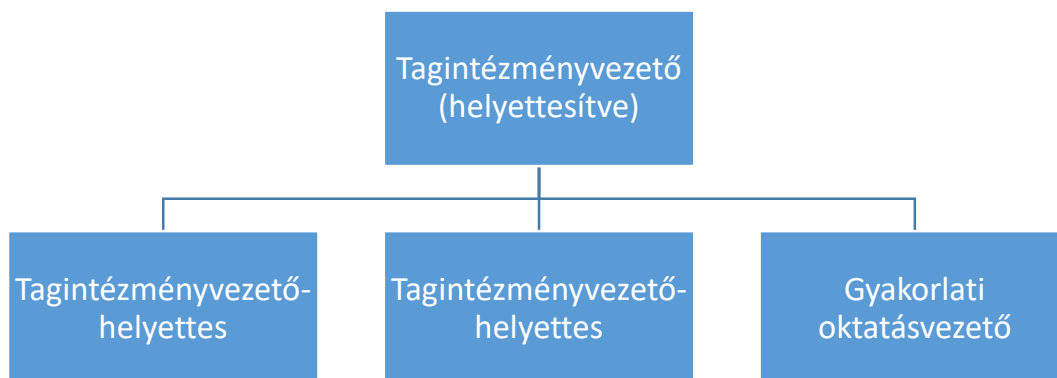 Tagintézményvezető
(helyettesítve)
Tagintézményvezető-
helyettes
Tagintézményvezető-
helyettes
Gyakorlati
oktatásvezető